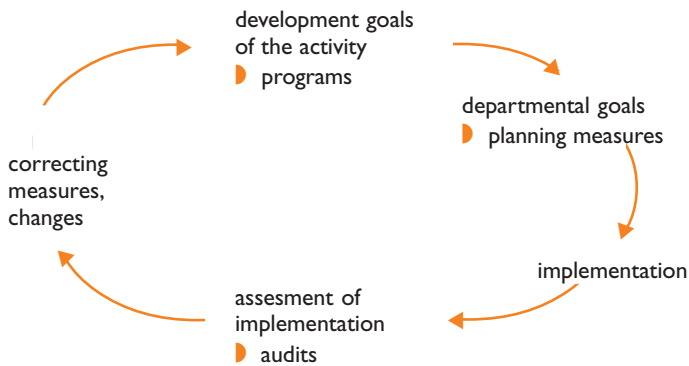 development goals
of the activity
programs
departmental goals
planning measures
implementation
assesment of
implementation
audits
correcting
measures,
changes